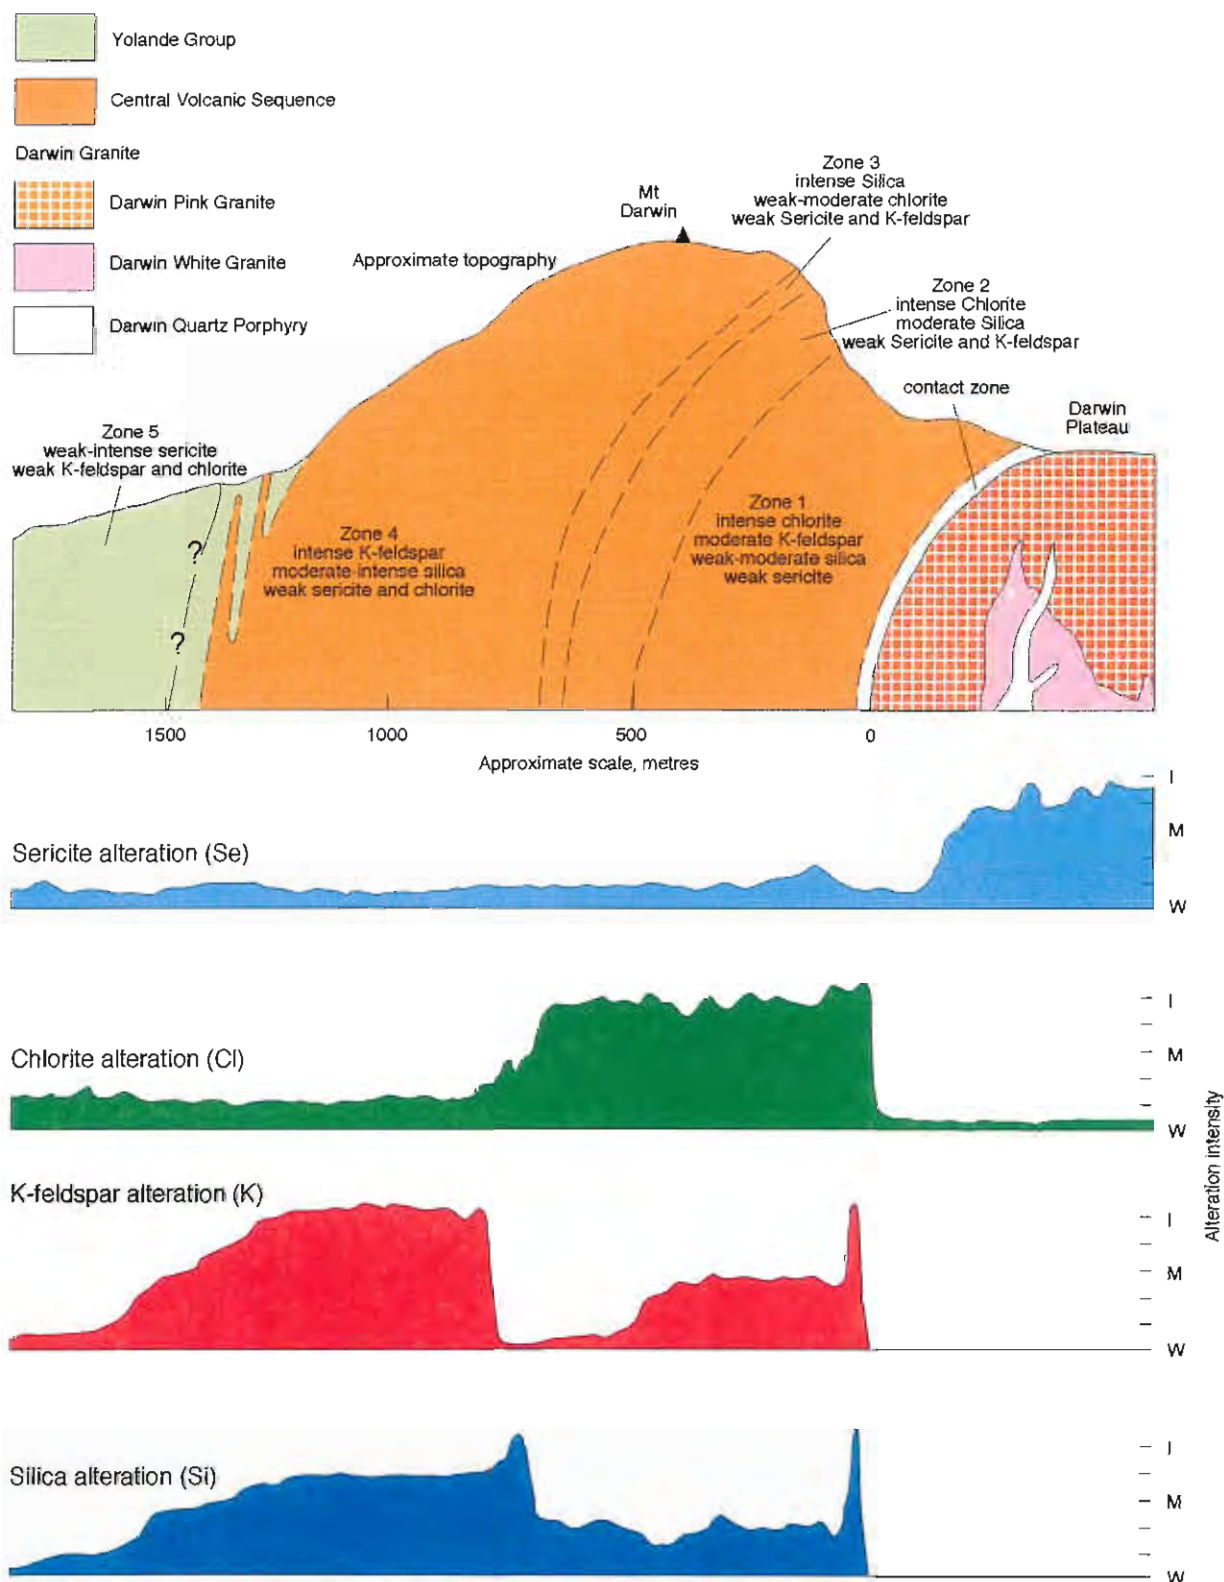 Yolande Group
Central Volcanic Sequence
Darwin Granite
Darwin Pink Granite
Darwin White Granite
Darwin Quartz Porphyry
Mt
Darwin
Approximate topography
Zone 3
intense Silica
weak-moderate chlorite
weak Sericite and K-feldspar
Zone 2
intense Chlorite
moderate Silica
weak Sericite and K-feldspar
contact zone
Darwin
Plateau
Zone 5
weak-intense sericite
weak K-feldspar and chlorite
Zone 4
intense K-feldspar
moderate-intense silica
weak sericite and chlorite
Zone 1
intense chlorite
moderate K-feldspar
weak-moderate silica
weak sericite
?
?
1500 1000 500 0
Approximate scale, metres
Sericite alteration (Se)
I
M
W
Chlorite alteration (Cl)
I
M
W
K-feldspar alteration (K)
I
M
W
Silica alteration (Si)
I
M
W
Alteration intensity